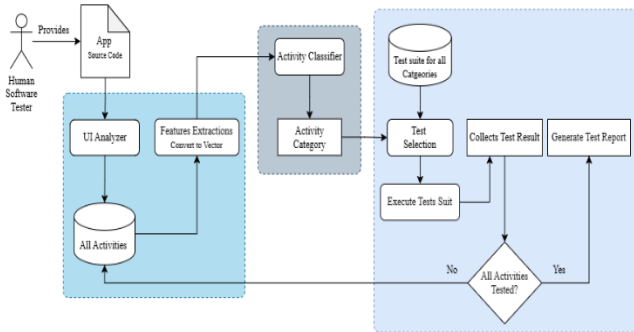 Provides
App
Source Code
Human
Software
Tester
UI Analyzer
Features Extractions
Convert to Vector
All Activities
Activity Classifier
Activity
Category
Test suite for all
Catgeories
Test
Selection
Collects Test Result
Generate Test Report
Execute Tests Suit
No
All Activities
Tested?
Yes